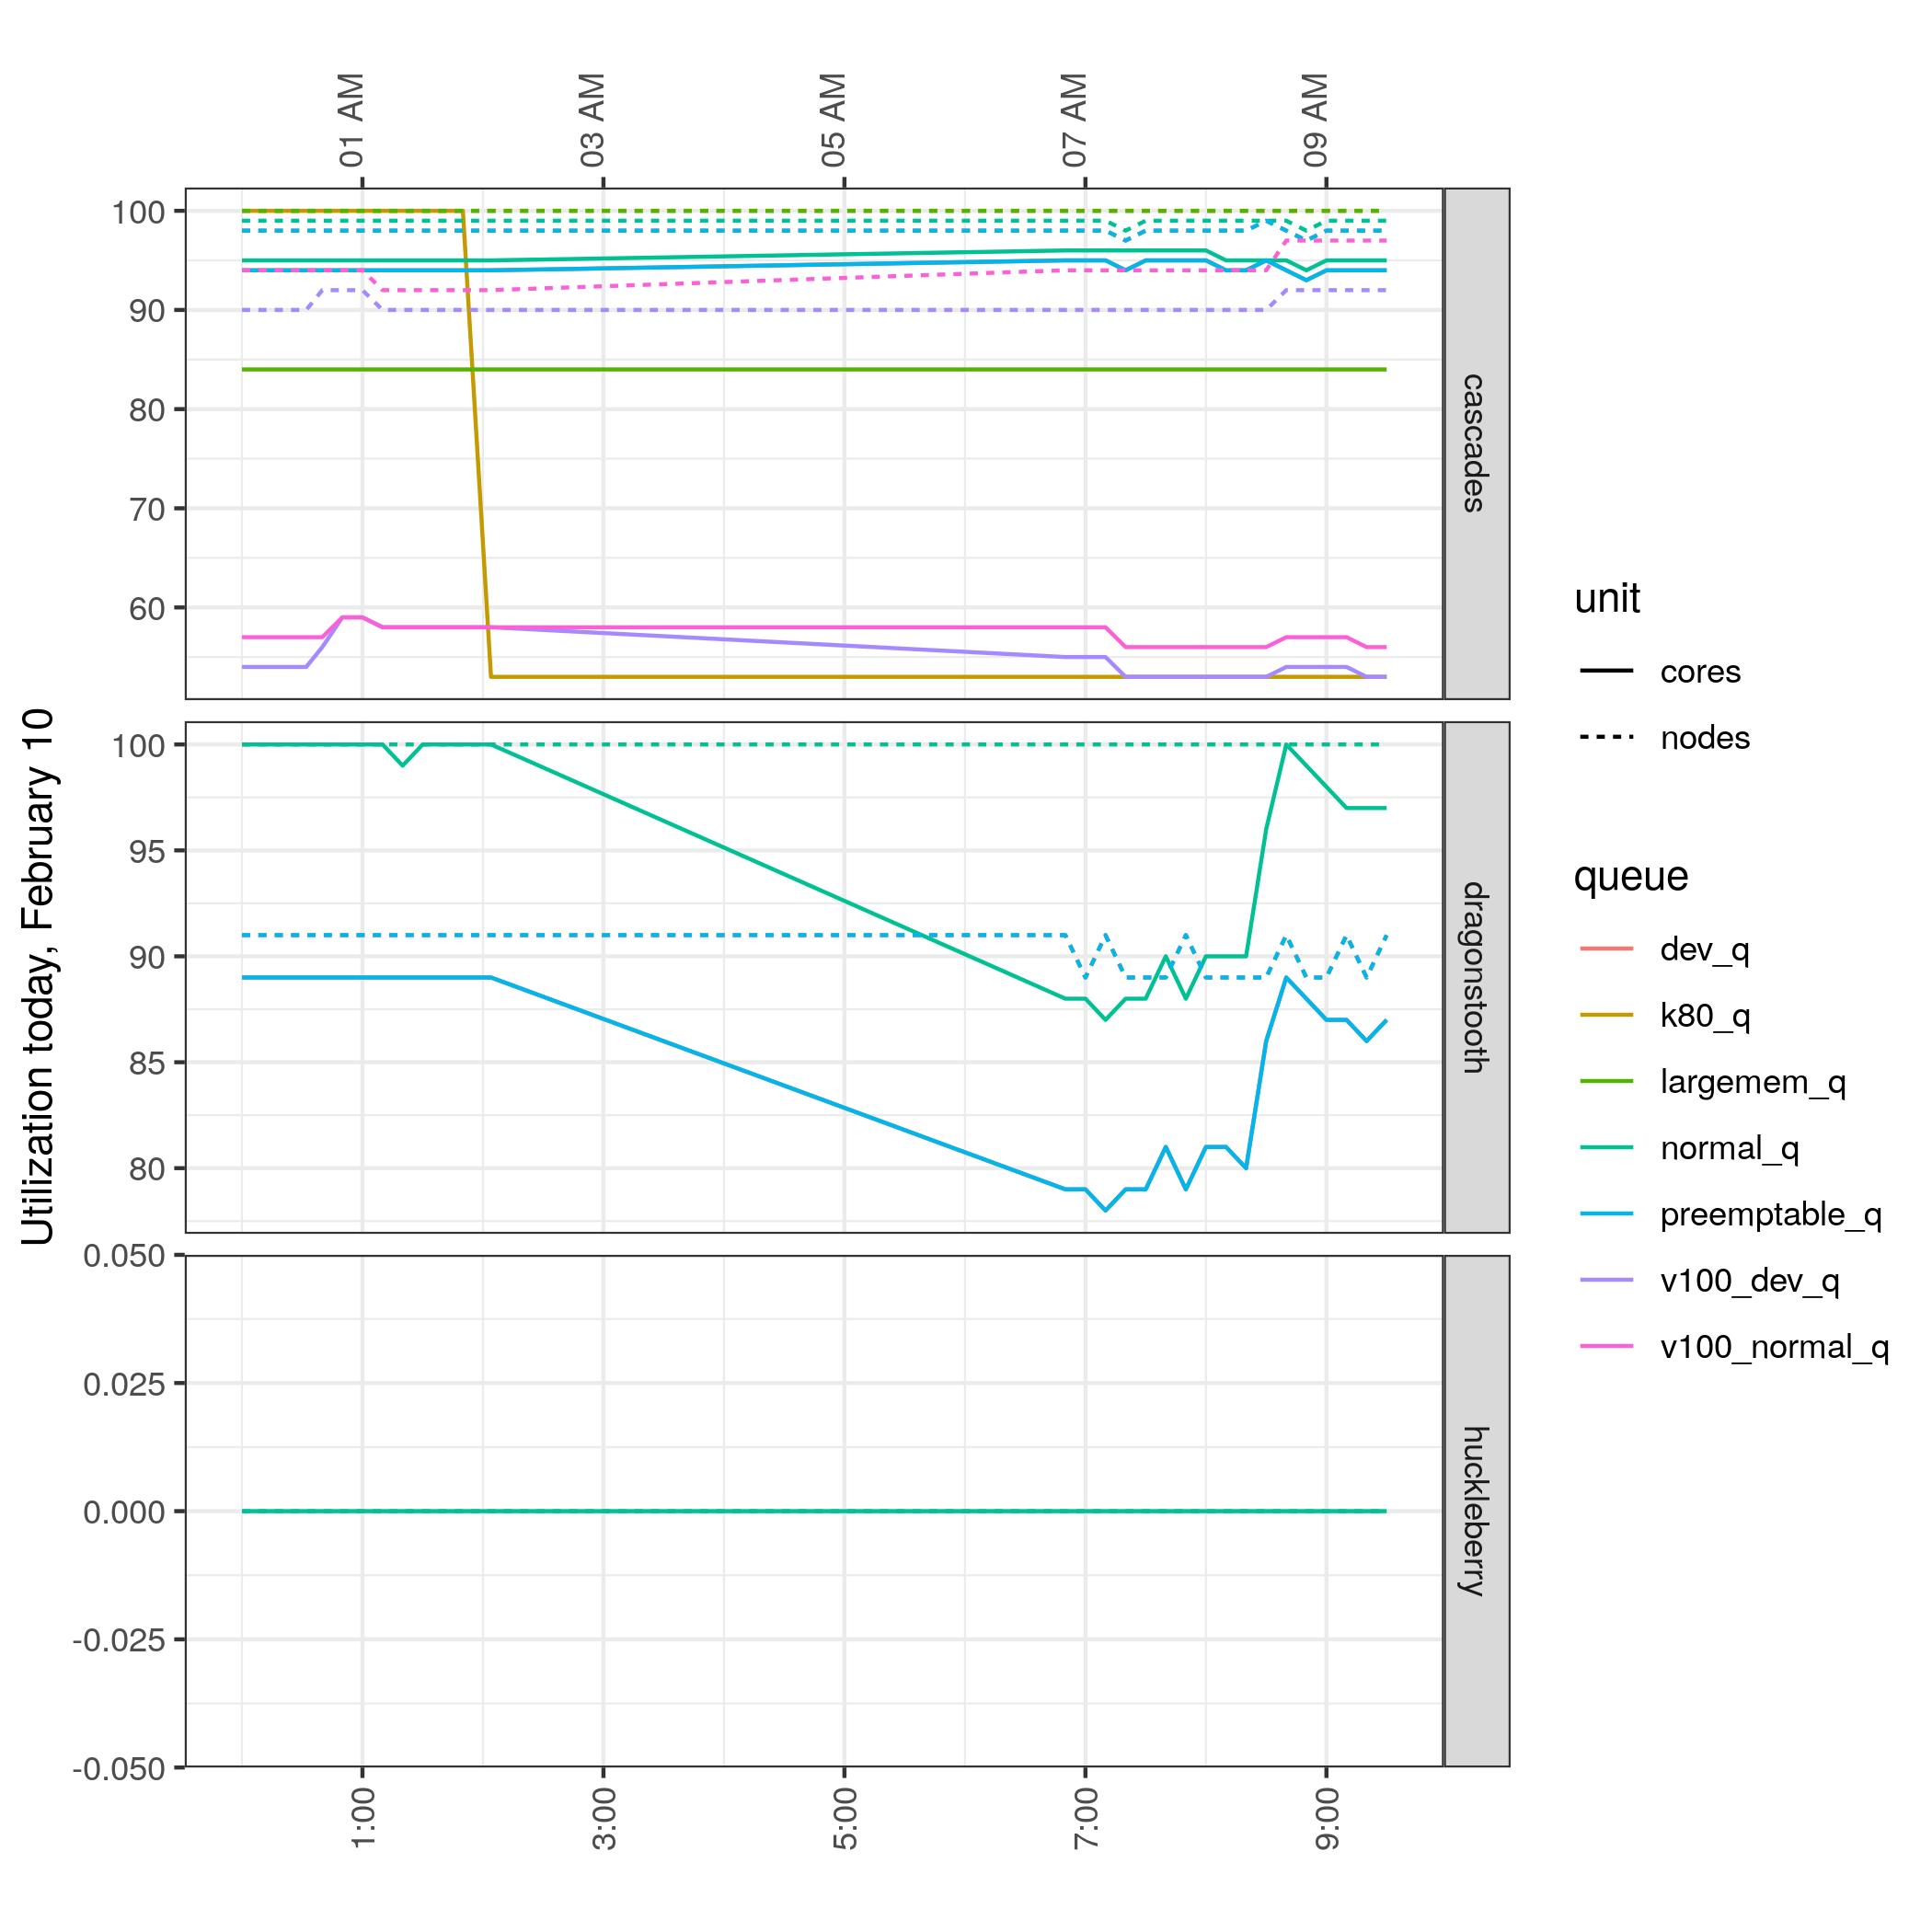 01 AM
03 AM
05 AM
07 AM
09 AM
100
90
80
70
60
cascades
100
95
90
85
80
dragonstooth
0.050
0.025
0.000
-0.025
-0.050
huckleberry
1:00
3:00
5:00
7:00
9:00
Utilization today, February 10
unit
cores
nodes
queue
dev_q
k80_q
largemem_q
normal_q
preemptable_q
v100_dev_q
v100_normal_q